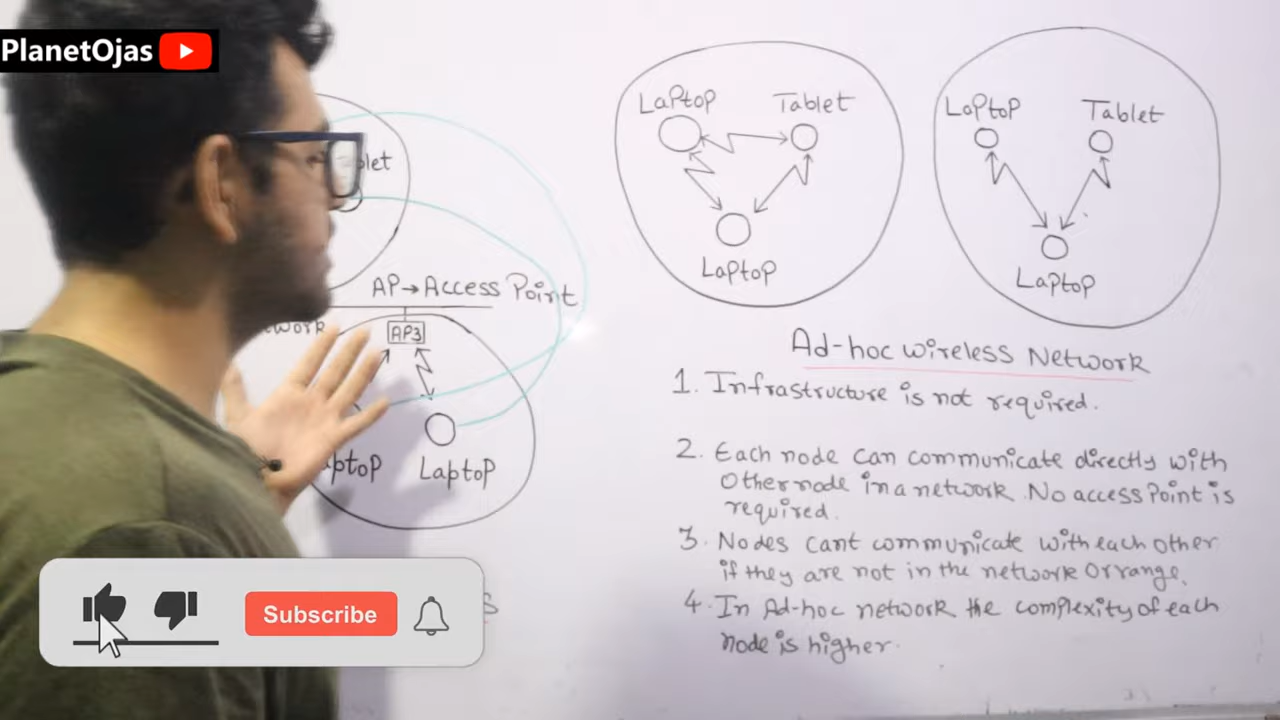 PlanetOjas
Laptop
Tablet
Laptop
Laptop
Tablet
Laptop
AP→Access Point
AP3
Laptop
Ad-hoc wireless Network
1. Infrastructure is not required.
2. Each node can communicate directly with
Other node in a network. No access Point is
required.
3. Nodes cant communicate with each other
if they are not in the network Or range.
4. In Ad-hoc network the complexity of each
node is higher.
Subscribe